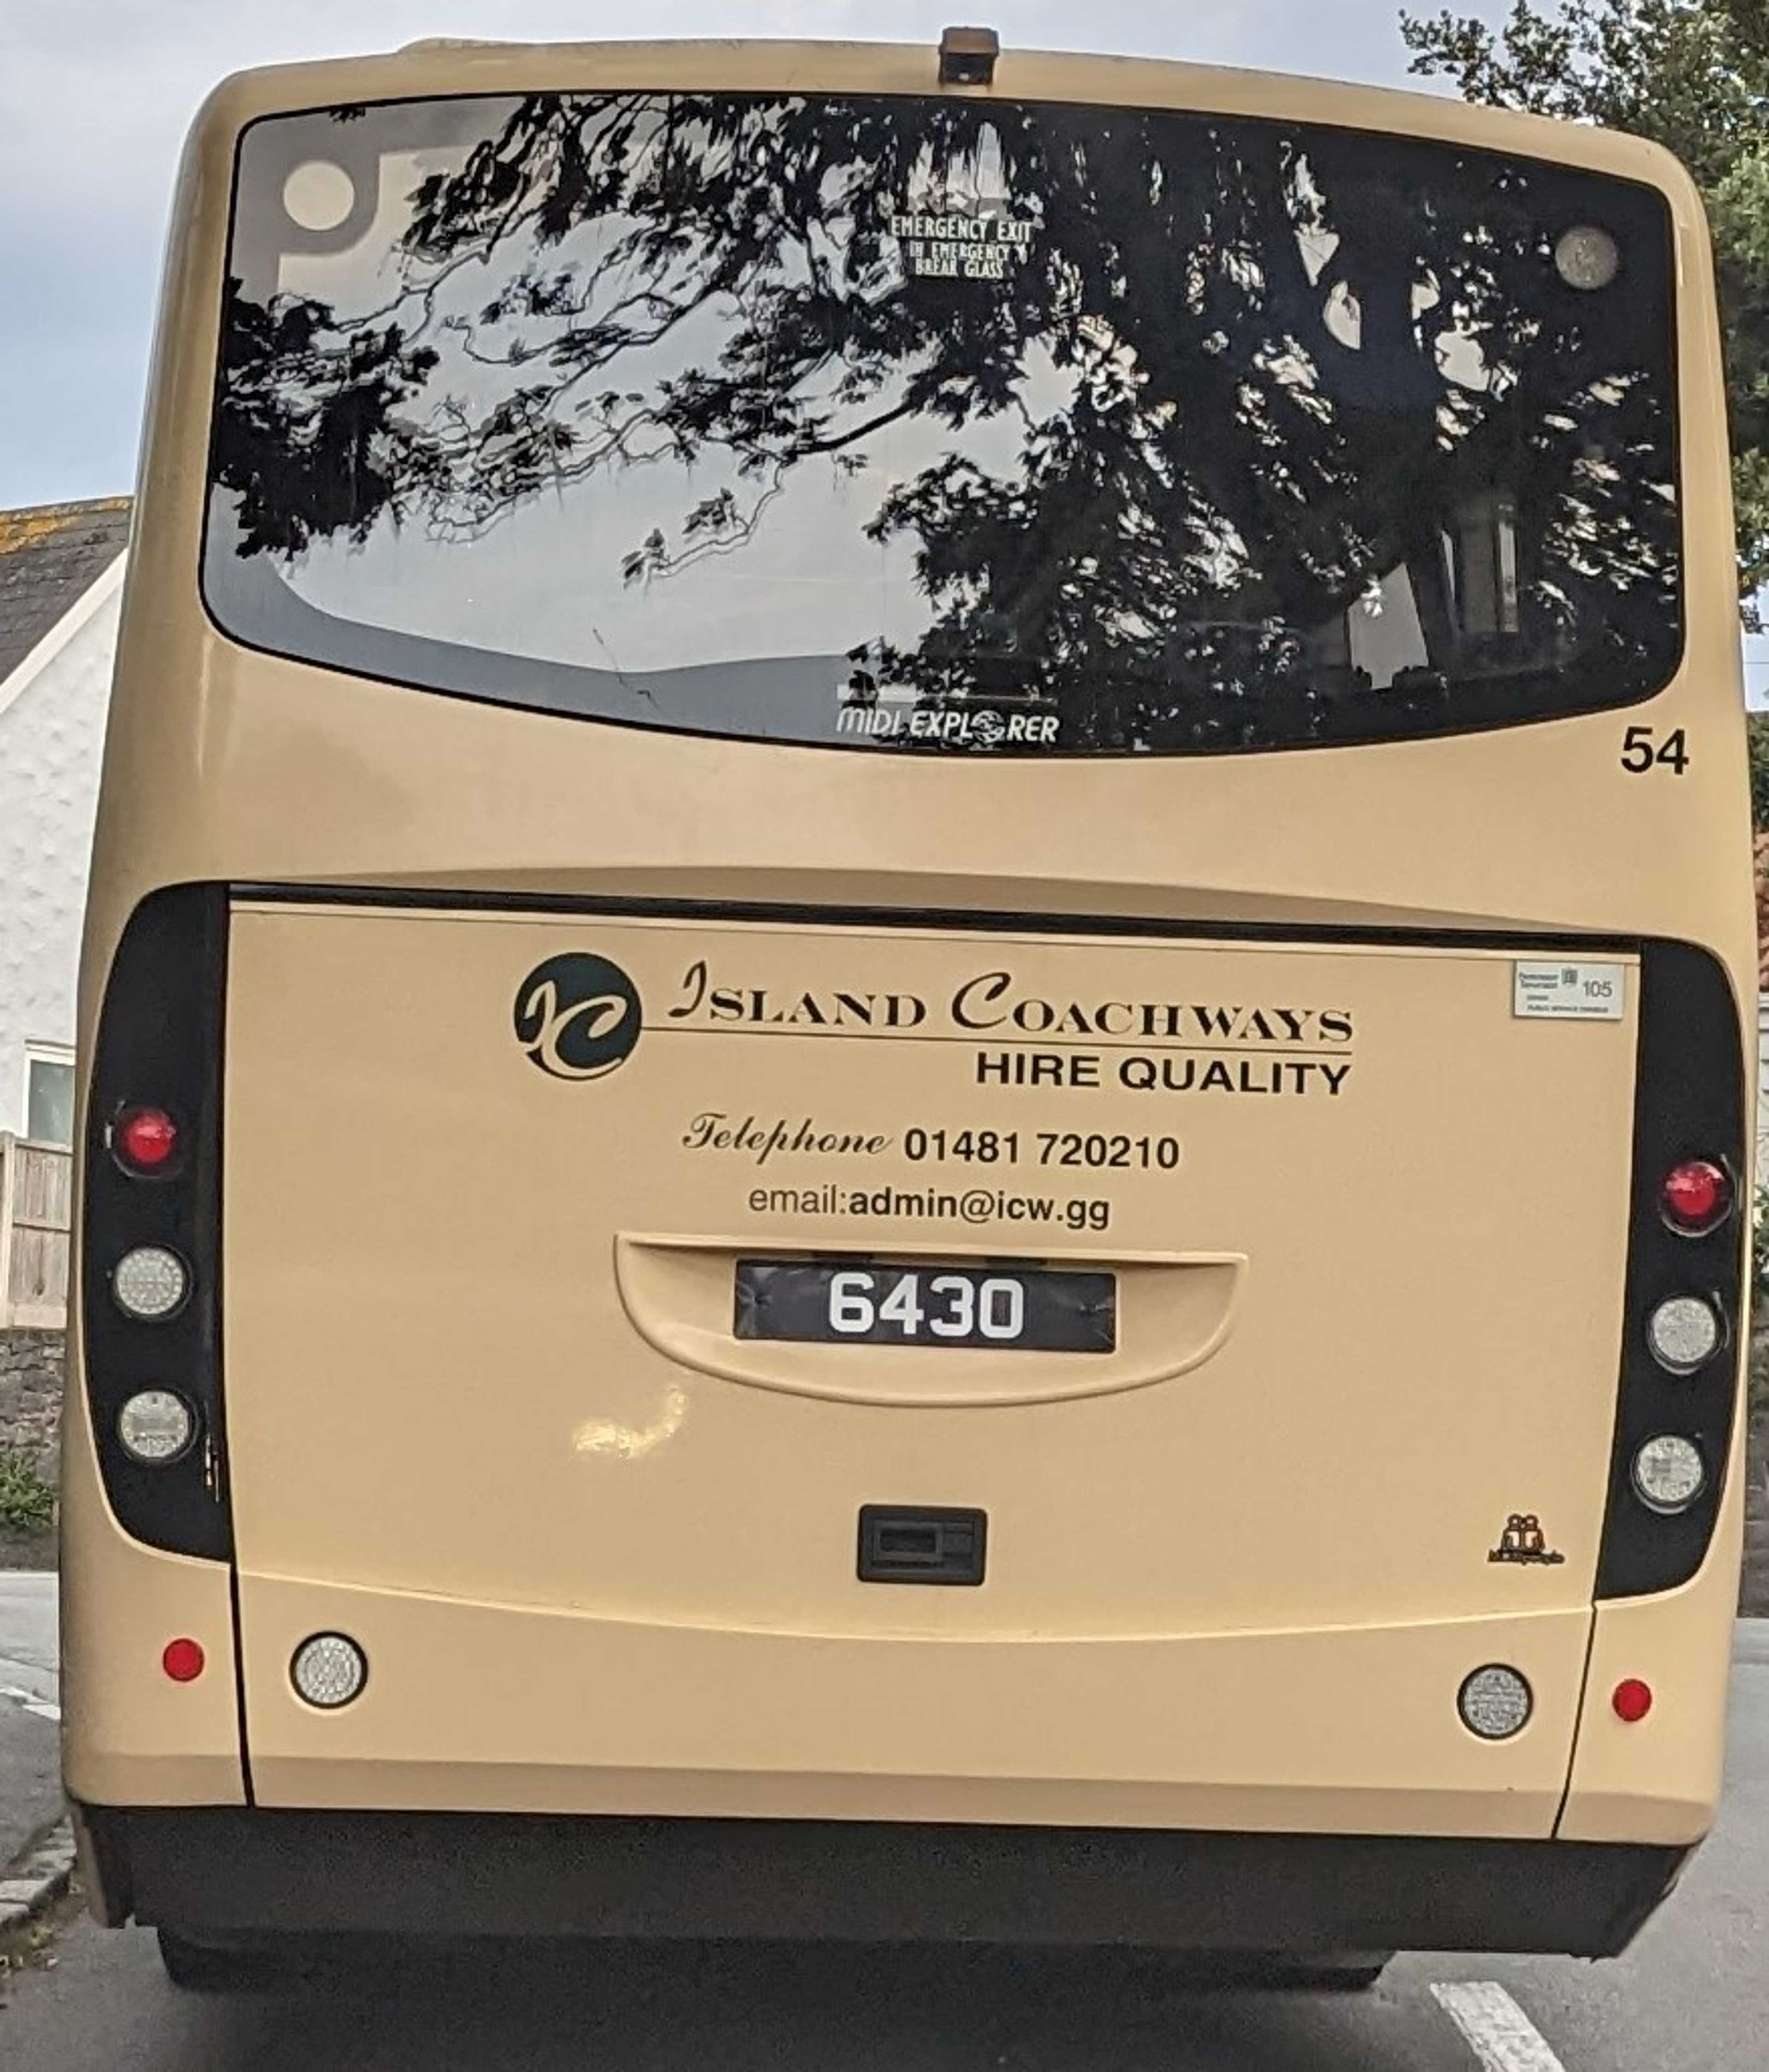 EMERGENCY EXIT
IN EMERGENCY
BREAK GLASS
MIDI EXPLORER
54
IC
ISLAND COACHWAYS
HIRE QUALITY
105
Telephone 01481 720210
email:admin@icw.gg
6430